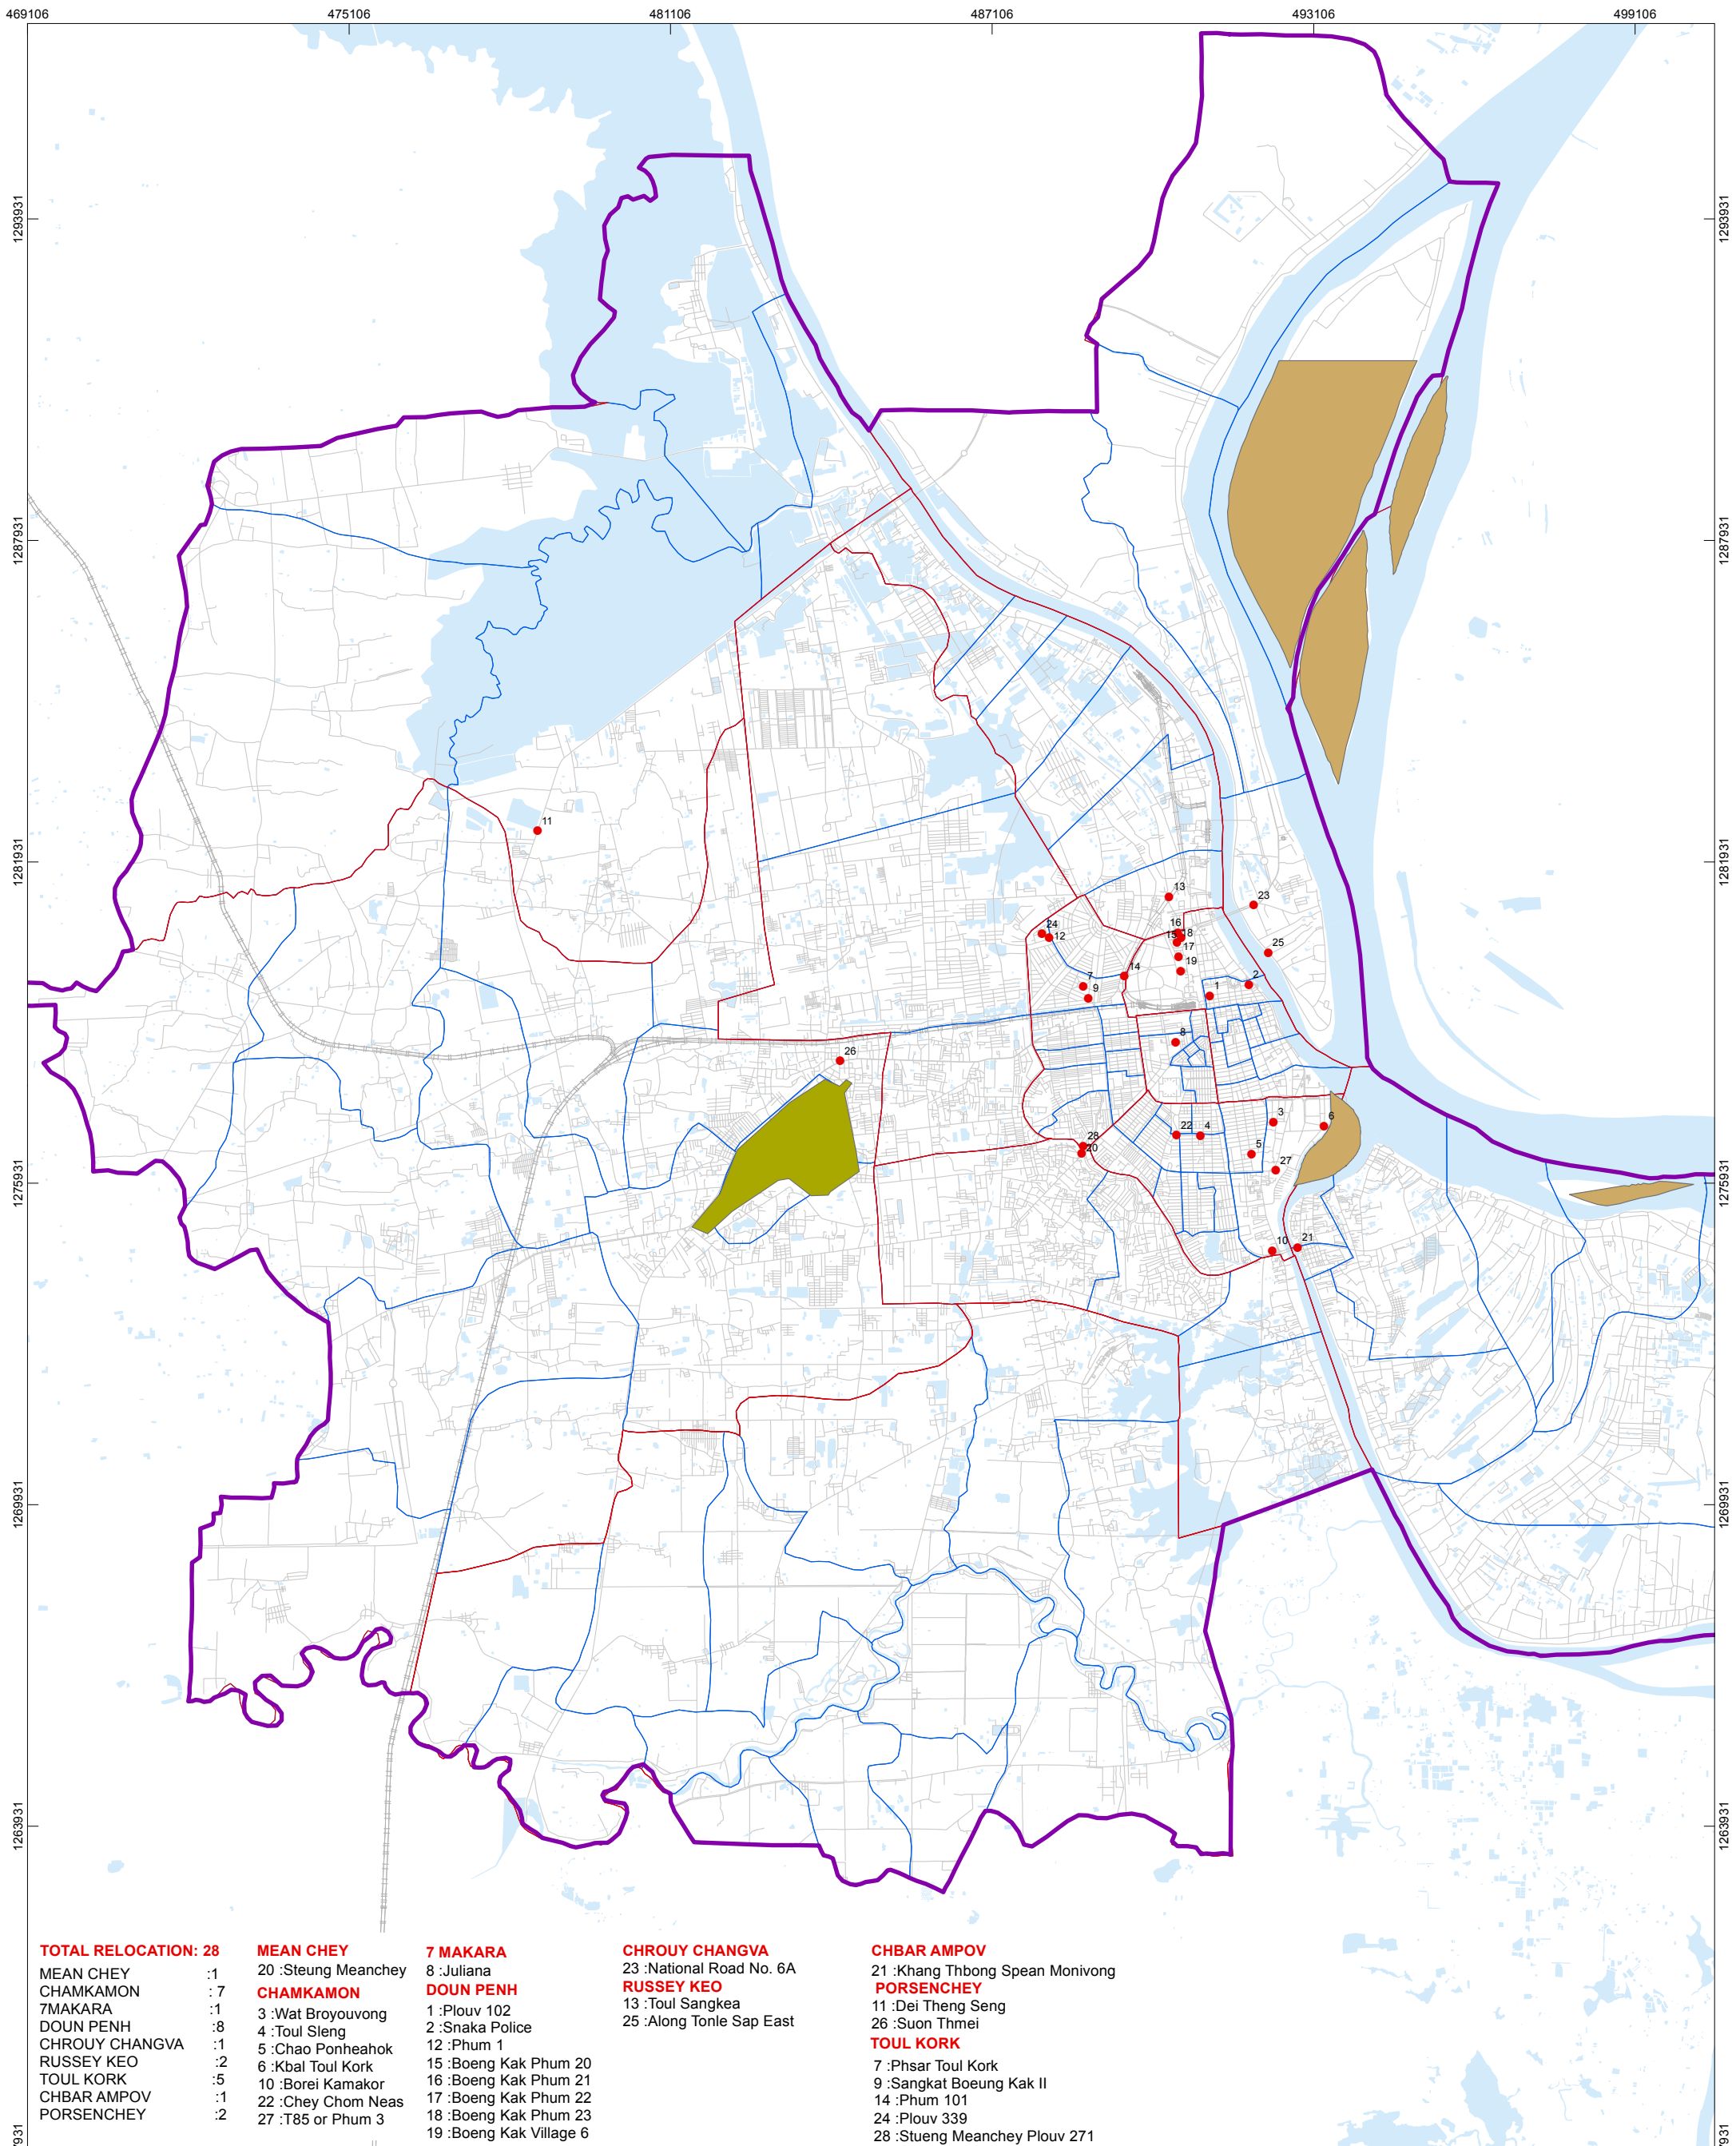 469106 475106 481106 487106 493106 499106
1293931 1293931
1287931 1287931
11
1281931 1281931
13
23
16
24 18
12 15
17
25
19
14
7 2
9 1
8
26
3 6
22 4
28
20 5
27
1275931 1275931
10 21
1269931 1269931
1263931 1263931
TOTAL RELOCATION: 28
MEAN CHEY :1
CHAMKAMON : 7
7MAKARA :1
DOUN PENH :8
CHROUY CHANGVA :1
RUSSEY KEO :2
TOUL KORK :5
CHBAR AMPOV :1
PORSENCHEY :2
MEAN CHEY
20 :Steung Meanchey
CHAMKAMON
3 :Wat Broyouvong
4 :Toul Sleng
5 :Chao Ponheahok
6 :Kbal Toul Kork
10 :Borei Kamakor
22 :Chey Chom Neas
27 :T85 or Phum 3
7 MAKARA
8 :Juliana
DOUN PENH
1 :Plouv 102
2 :Snaka Police
12 :Phum 1
15 :Boeng Kak Phum 20
16 :Boeng Kak Phum 21
17 :Boeng Kak Phum 22
18 :Boeng Kak Phum 23
19 :Boeng Kak Village 6
CHROUY CHANGVA
23 :National Road No. 6A
RUSSEY KEO
13 :Toul Sangkea
25 :Along Tonle Sap East
CHBAR AMPOV
21 :Khang Thbong Spean Monivong
PORSENCHEY
11 :Dei Theng Seng
26 :Suon Thmei
TOUL KORK
7 :Phsar Toul Kork
9 :Sangkat Boeung Kak II
14 :Phum 101
24 :Plouv 339
28 :Stueng Meanchey Plouv 271